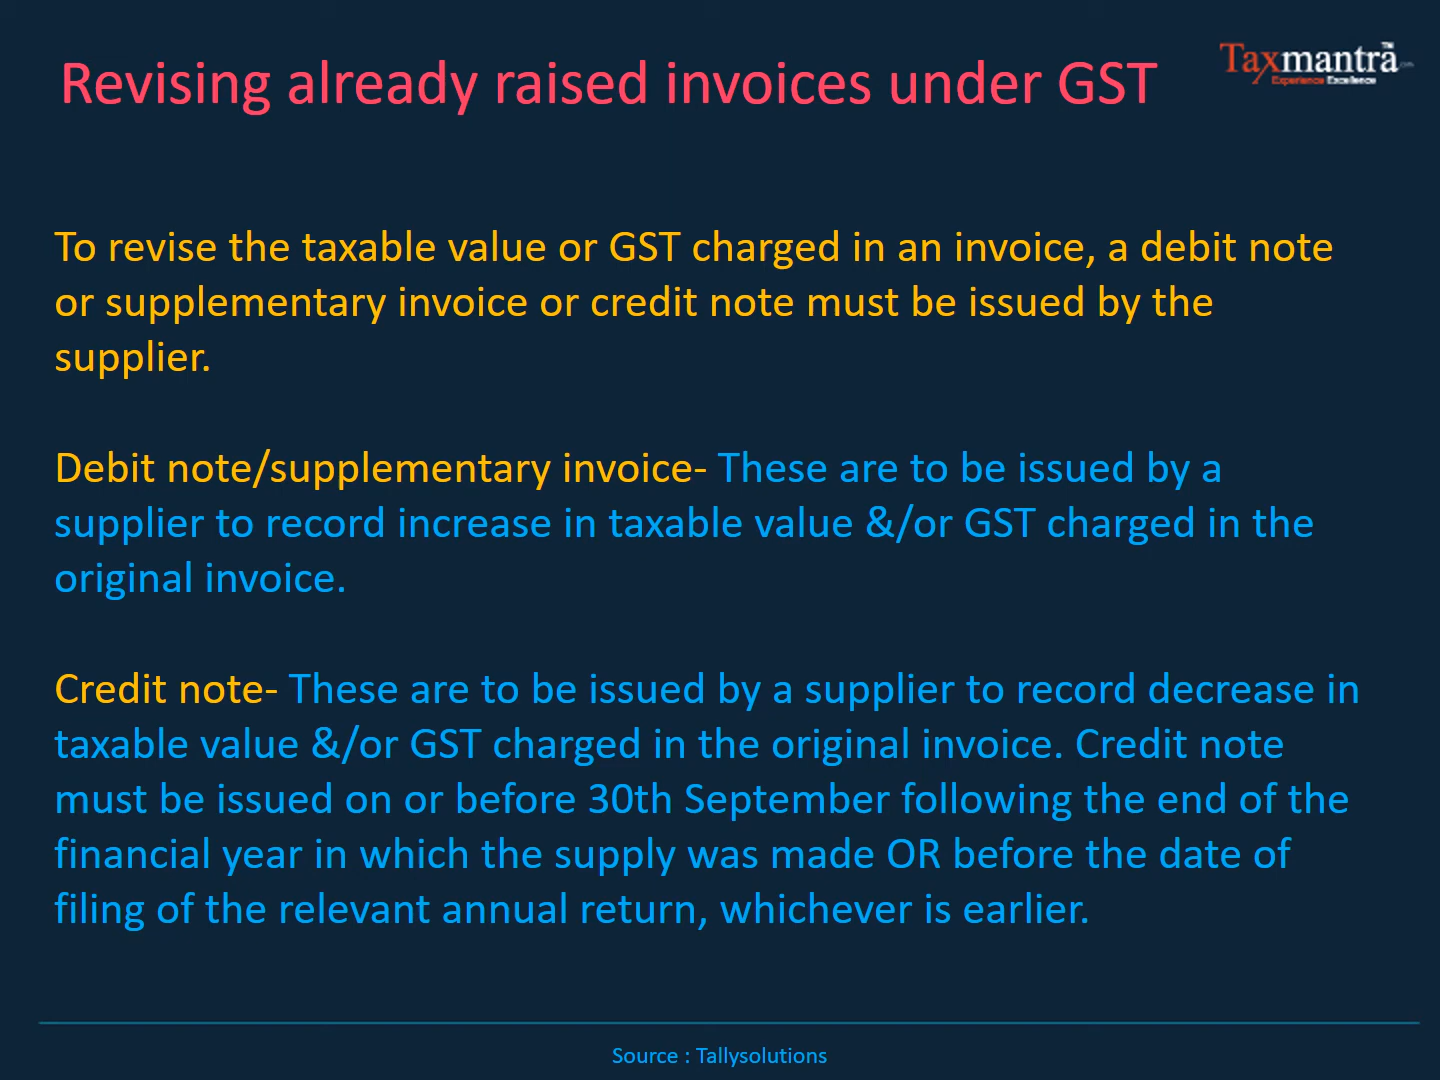 Revising already raised invoices under GST
Taxmantra
TM
.com
Experience Excellence
To revise the taxable value or GST charged in an invoice, a debit note
or supplementary invoice or credit note must be issued by the
supplier.
Debit note/supplementary invoice- These are to be issued by a
supplier to record increase in taxable value &/or GST charged in the
original invoice.
Credit note- These are to be issued by a supplier to record decrease in
taxable value &/or GST charged in the original invoice. Credit note
must be issued on or before 30th September following the end of the
financial year in which the supply was made OR before the date of
filing of the relevant annual return, whichever is earlier.
Source : Tallysolutions